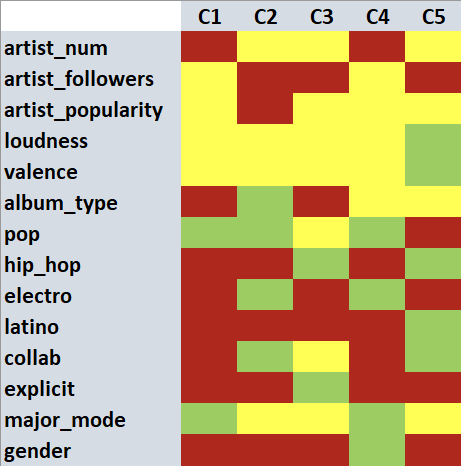 C1 C2 C3 C4 C5
artist_num
artist_followers
artist_popularity
loudness
valence
album_type
pop
hip_hop
electro
latino
collab
explicit
major_mode
gender